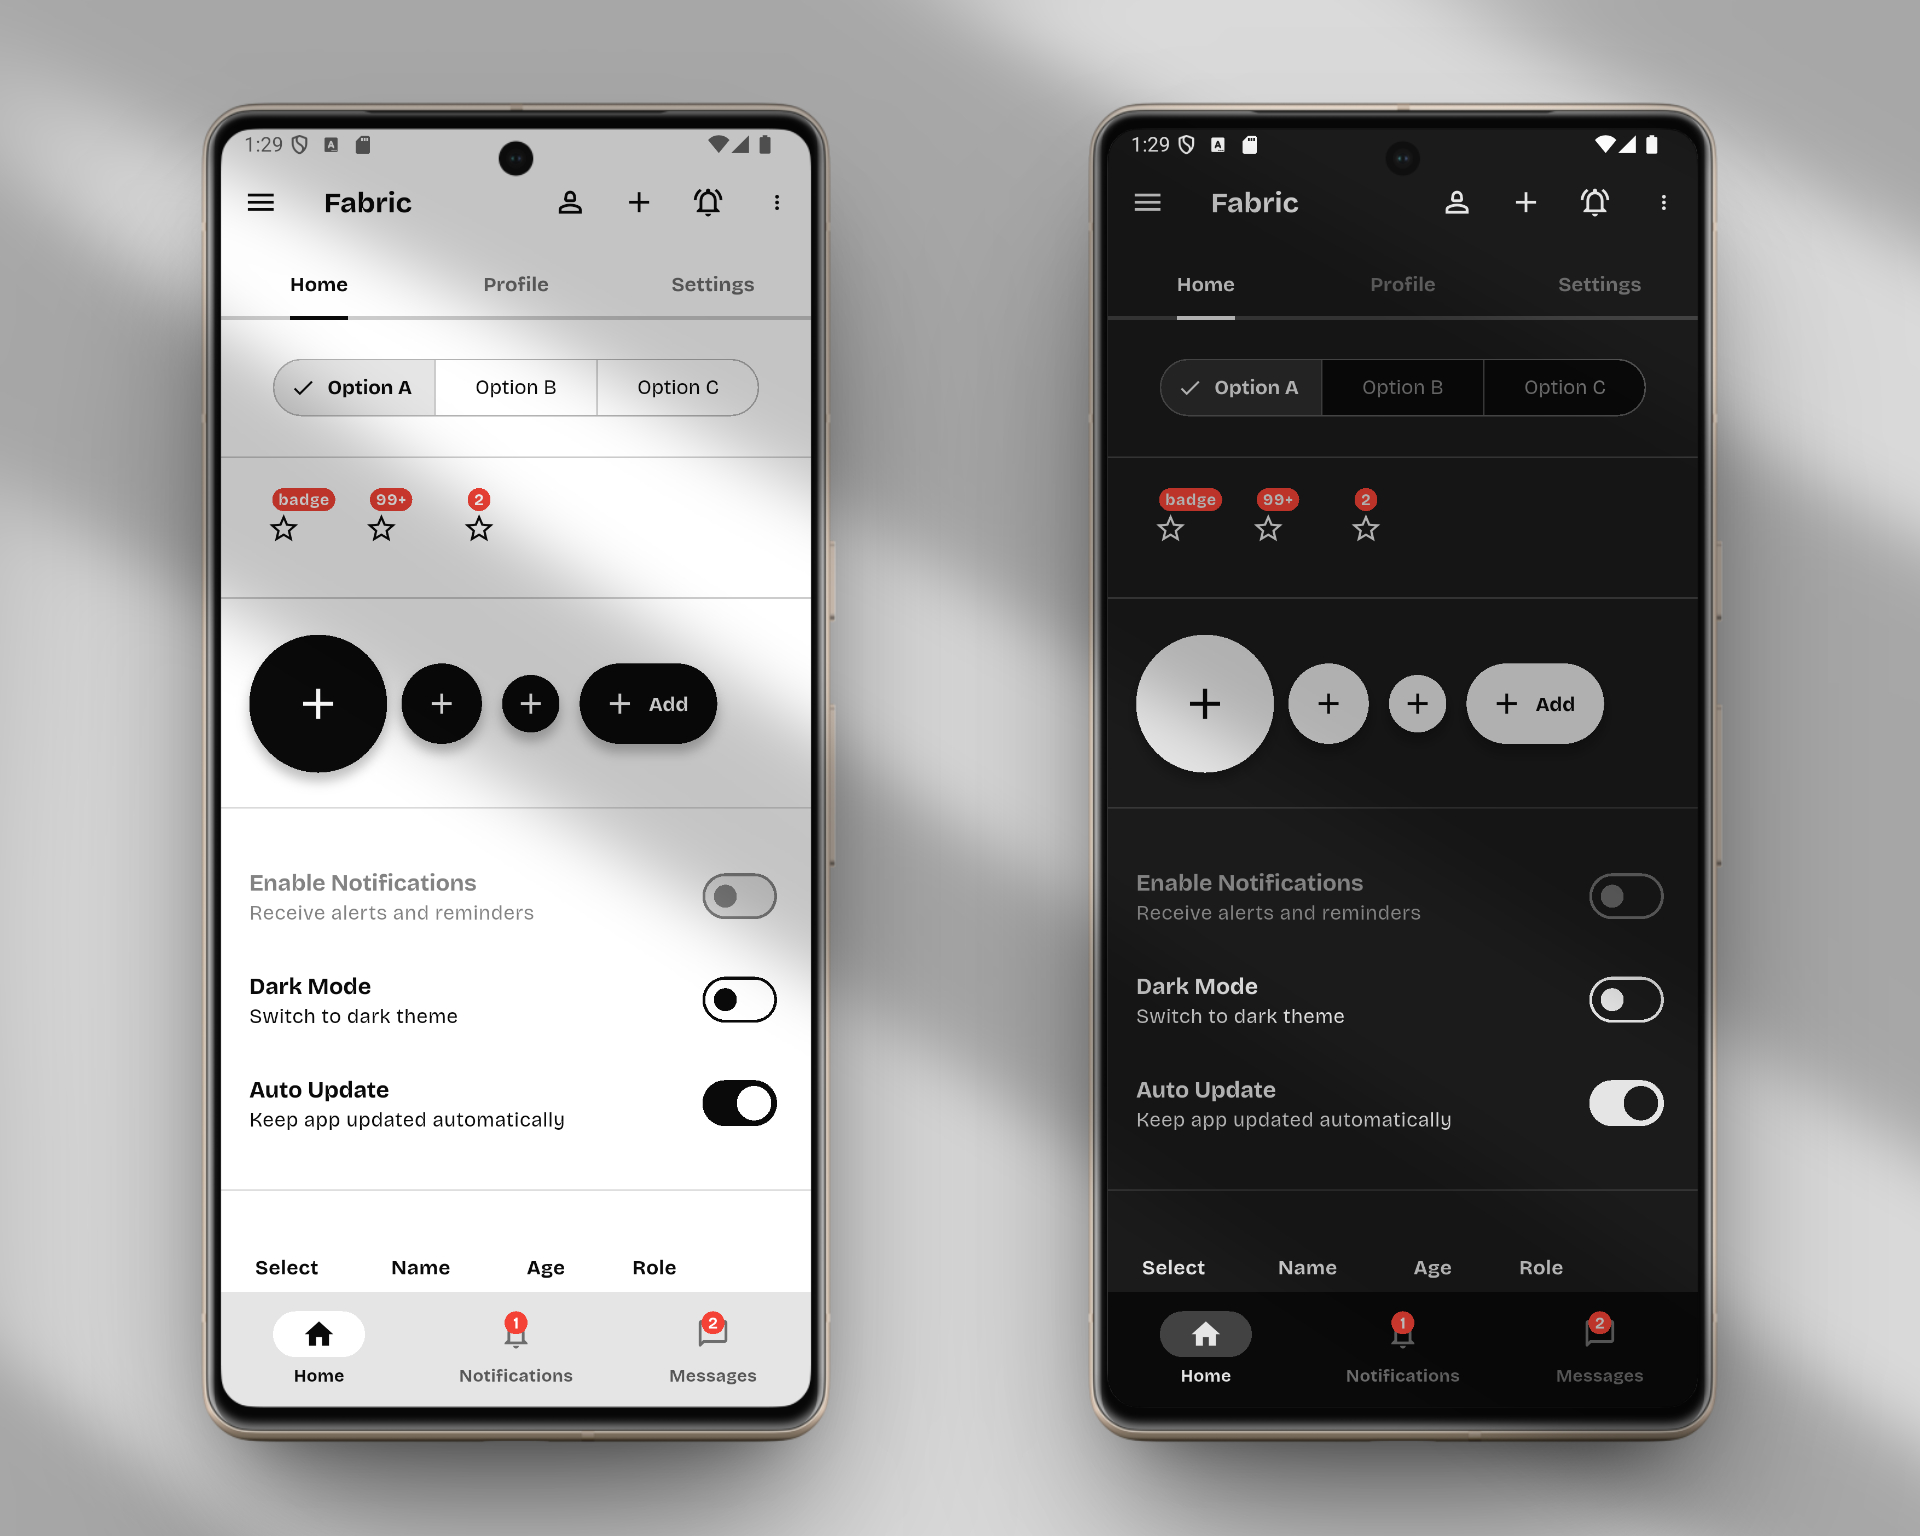 1:29
Fabric
Home Profile Settings
Option A Option B Option C
badge 99+ 2
Add
Enable Notifications
Receive alerts and reminders
Dark Mode
Switch to dark theme
Auto Update
Keep app updated automatically
Select Name Age Role
1 2
Home Notifications Messages
1:29
Fabric
Home Profile Settings
Option A Option B Option C
badge 99+ 2
Add
Enable Notifications
Receive alerts and reminders
Dark Mode
Switch to dark theme
Auto Update
Keep app updated automatically
Select Name Age Role
1 2
Home Notifications Messages